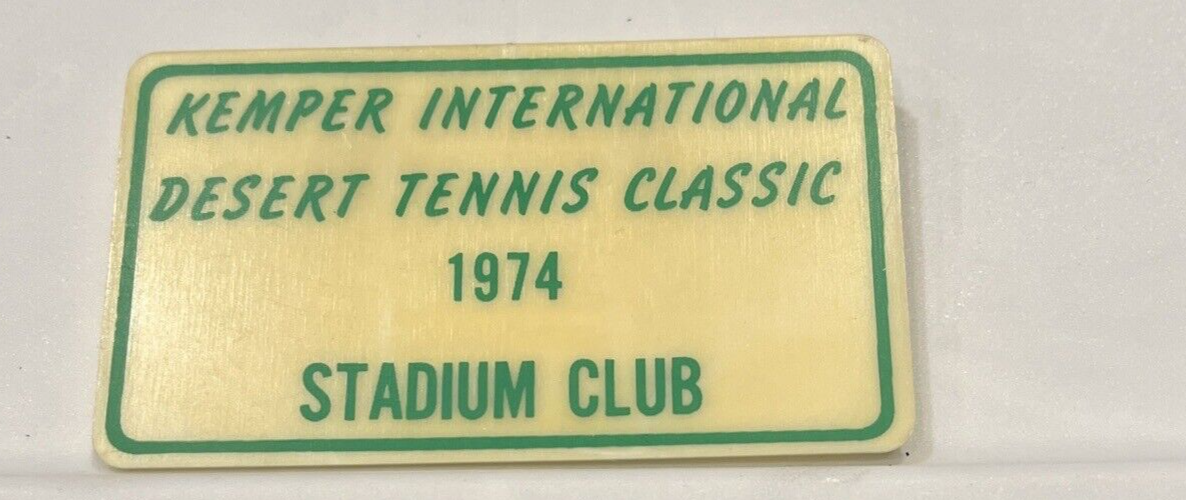 KEMPER INTERNATIONAL
DESERT TENNIS CLASSIC
1974
STADIUM CLUB